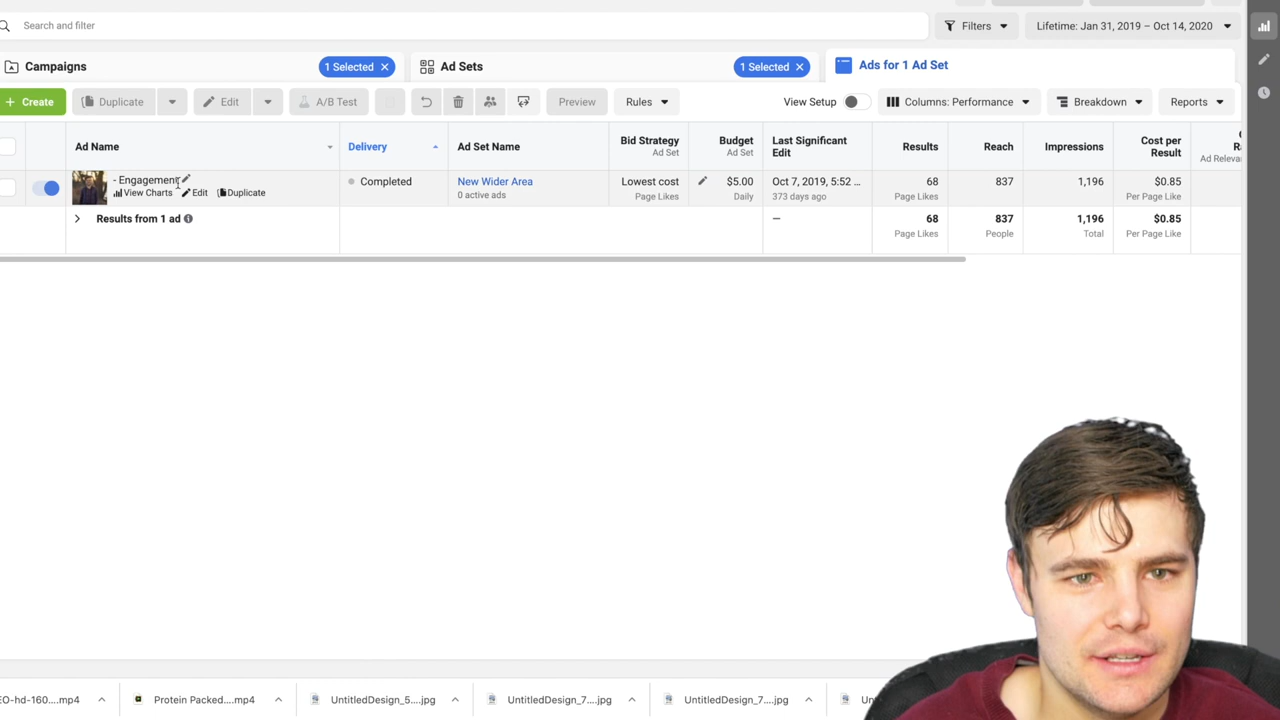 Search and filter
Filters
Lifetime: Jan 31, 2019 – Oct 14, 2020
Campaigns
1 Selected ×
Ad Sets
1 Selected ×
Ads for 1 Ad Set
+ Create
Duplicate
Edit
A/B Test
Preview
Rules
View Setup
Columns: Performance
Breakdown
Reports
Ad Name
Delivery
Ad Set Name
Bid Strategy
Ad Set
Budget
Ad Set
Last Significant
Edit
Results
Reach
Impressions
Cost per
Result
Ad Relevan
- Engagement
View Charts
Edit
Duplicate
Completed
New Wider Area
0 active ads
Lowest cost
Page Likes
$5.00
Daily
Oct 7, 2019, 5:52 ...
373 days ago
68
Page Likes
837
1,196
$0.85
Per Page Like
Results from 1 ad
—
68
Page Likes
837
People
1,196
Total
$0.85
Per Page Like
EO-hd-160....mp4
Protein Packed....mp4
UntitledDesign_5....jpg
UntitledDesign_7....jpg
UntitledDesign_7....jpg